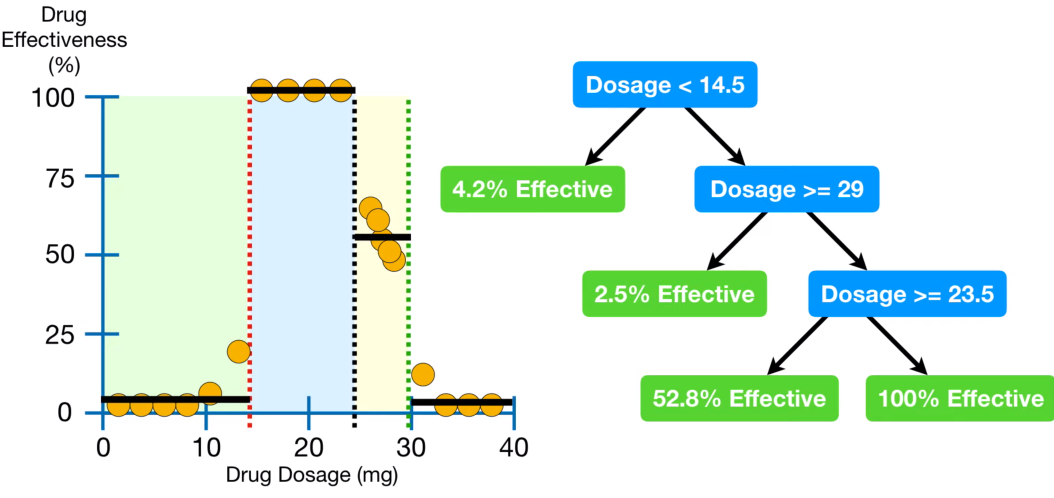 Drug
Effectiveness
(%)
100
75
50
25
0
0 10 20 30 40
Drug Dosage (mg)
Dosage < 14.5
4.2% Effective
Dosage >= 29
2.5% Effective
Dosage >= 23.5
52.8% Effective
100% Effective